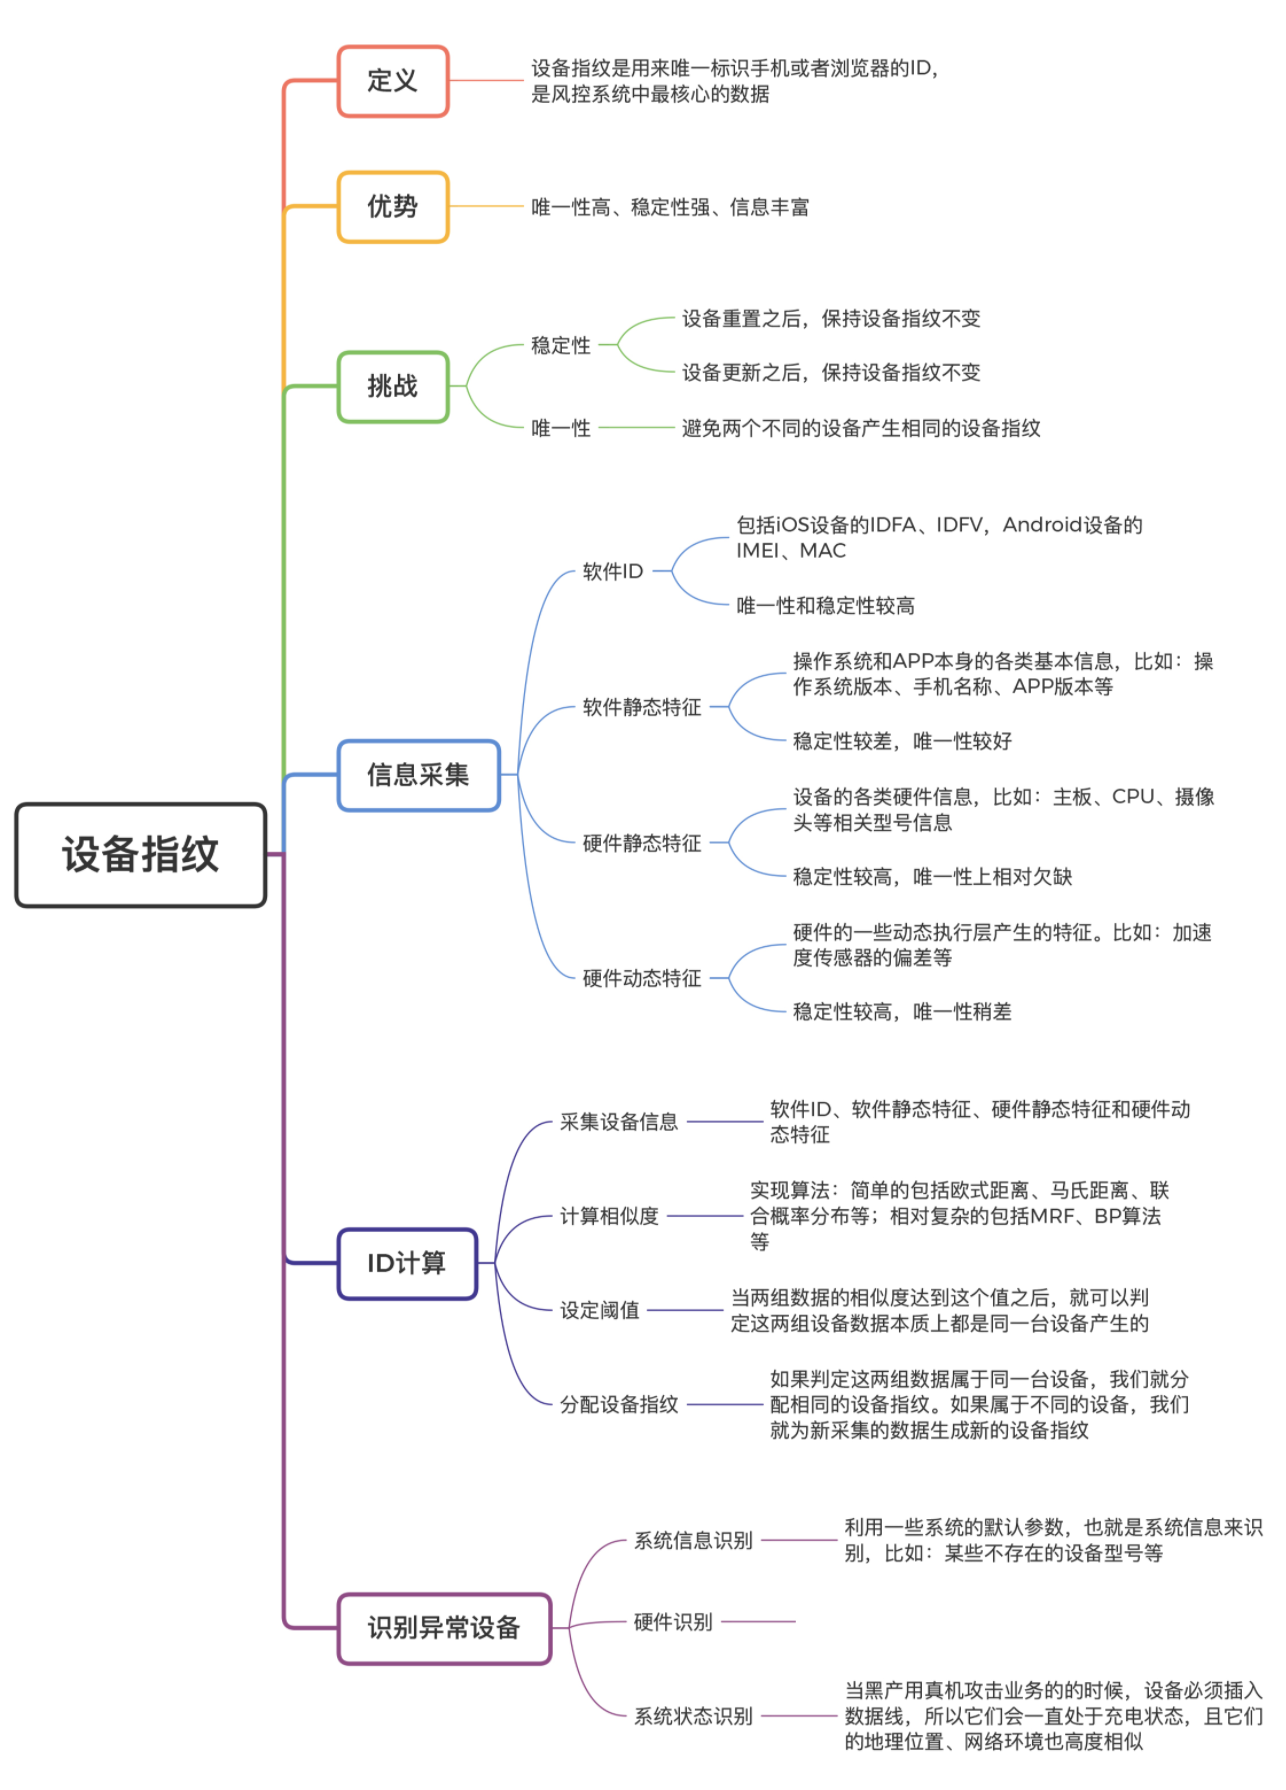 设备指纹
定义
设备指纹是用来唯一标识手机或者浏览器的ID，
是风控系统中最核心的数据
优势
唯一性高、稳定性强、信息丰富
挑战
稳定性
设备重置之后，保持设备指纹不变
设备更新之后，保持设备指纹不变
唯一性
避免两个不同的设备产生相同的设备指纹
信息采集
软件ID
包括iOS设备的IDFA、IDFV，Android设备的
IMEI、MAC
唯一性和稳定性较高
软件静态特征
操作系统和APP本身的各类基本信息，比如：操
作系统版本、手机名称、APP版本等
稳定性较差，唯一性较好
硬件静态特征
设备的各类硬件信息，比如：主板、CPU、摄像
头等相关型号信息
稳定性较高，唯一性上相对欠缺
硬件动态特征
硬件的一些动态执行层产生的特征。比如：加速
度传感器的偏差等
稳定性较高，唯一性稍差
ID计算
采集设备信息
软件ID、软件静态特征、硬件静态特征和硬件动
态特征
计算相似度
实现算法：简单的包括欧式距离、马氏距离、联
合概率分布等；相对复杂的包括MRF、BP算法
等
设定阈值
当两组数据的相似度达到这个值之后，就可以判
定这两组设备数据本质上都是同一台设备产生的
分配设备指纹
如果判定这两组数据属于同一台设备，我们就分
配相同的设备指纹。如果属于不同的设备，我们
就为新采集的数据生成新的设备指纹
识别异常设备
系统信息识别
利用一些系统的默认参数，也就是系统信息来识
别，比如：某些不存在的设备型号等
硬件识别
系统状态识别
当黑产用真机攻击业务的的时候，设备必须插入
数据线，所以它们会一直处于充电状态，且它们
的地理位置、网络环境也高度相似